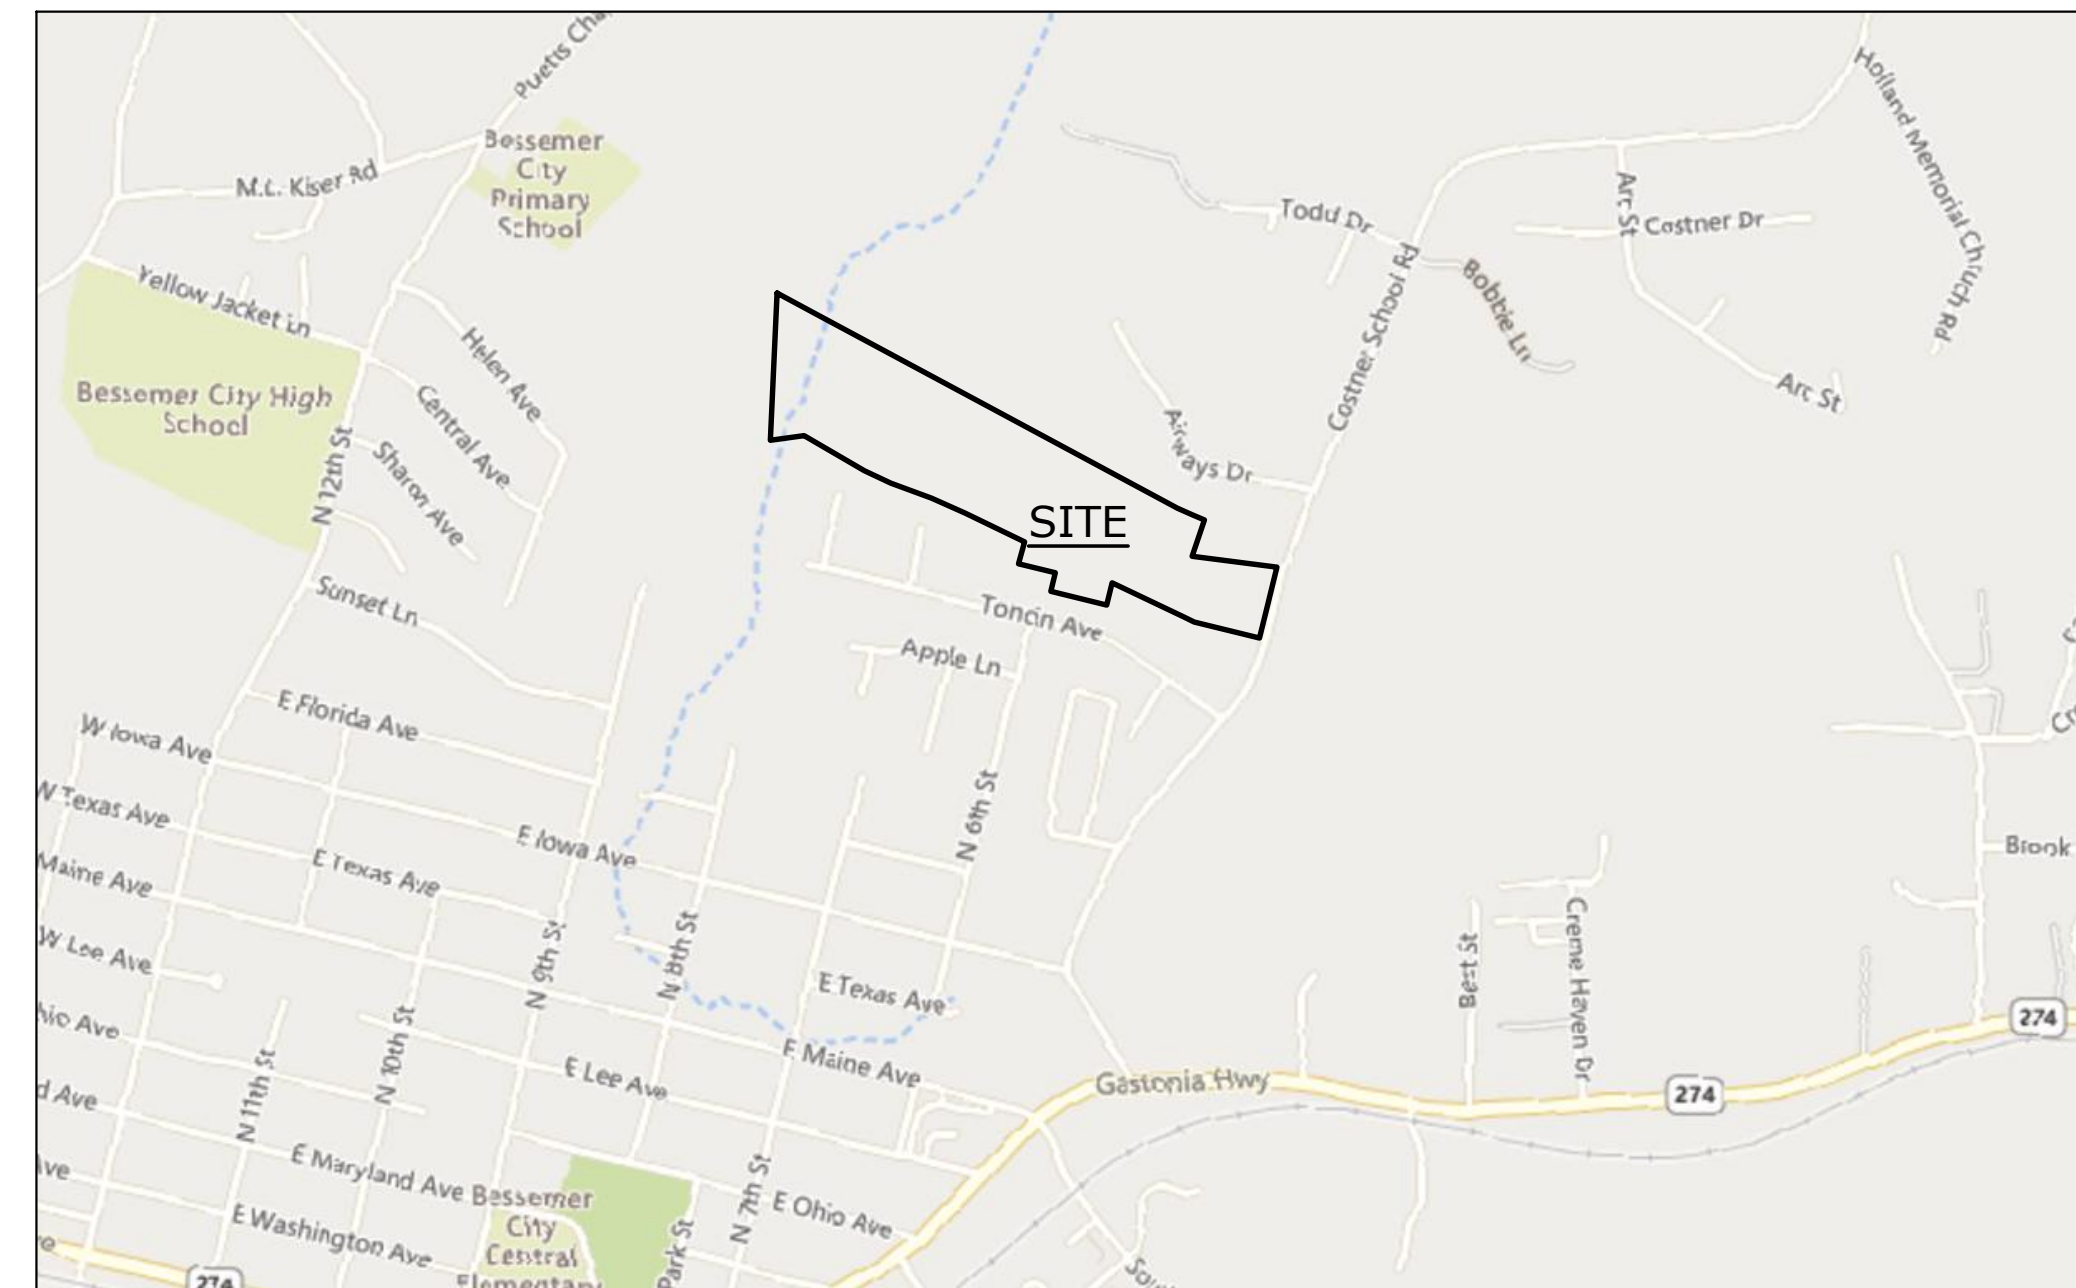 Puetts
Bessemer
City
Primary
School
M.L. Kiser Rd
Holland Memorial Church Rd
Todd Dr
Arc St
Costner Dr
Costner School Rd
Bobbie Ln
Yellow Jacket Ln
Helen Ave
Bessemer City High
School
Central Ave
Arc St
Airways Dr
N 12th St
Sharon Ave
SITE
Sunset Ln
Toncin Ave
Apple Ln
E Florida Ave
W Iowa Ave
N 6th St
W Texas Ave
E Iowa Ave
Brook
E Texas Ave
Maine Ave
Creme Haven Dr
N 8th St
N 9th St
Best St
W Lee Ave
E Texas Ave
N 10th St
274
E Maine Ave
E Lee Ave
Gastonia Hwy
274
N 11th St
d Ave
E Maryland Ave
Bessemer
City
Central
Elementary
N 7th St
E Ohio Ave
Ave
E Washington Ave
Park St
274